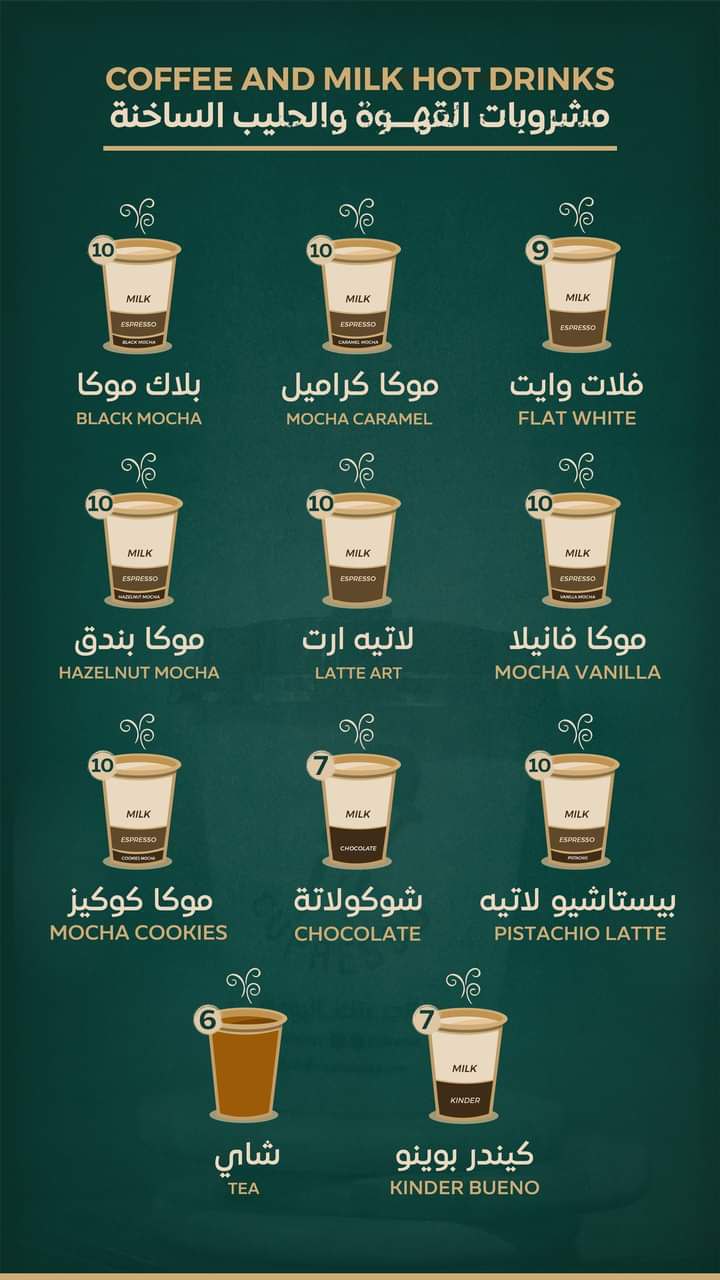 COFFEE AND MILK HOT DRINKS
مشروبات القهـــوة والحليب الساخنة
10
MILK
ESPRESSO
BLACK MOCHA
بلاك موكا
BLACK MOCHA
10
MILK
ESPRESSO
CARAMEL MOCHA
موكا كراميل
MOCHA CARAMEL
9
MILK
ESPRESSO
فلات وايت
FLAT WHITE
10
MILK
ESPRESSO
HAZELNUT MOCHA
موكا بندق
HAZELNUT MOCHA
10
MILK
ESPRESSO
لاتيه ارت
LATTE ART
10
MILK
ESPRESSO
VANILLA MOCHA
موكا فانيلا
MOCHA VANILLA
10
MILK
ESPRESSO
COOKIES MOCHA
موكا كوكيز
MOCHA COOKIES
7
MILK
CHOCOLATE
شوكولاتة
CHOCOLATE
10
MILK
ESPRESSO
PISTACHIO
بيستاشيو لاتيه
PISTACHIO LATTE
6
شاي
TEA
7
MILK
KINDER
كيندر بوينو
KINDER BUENO